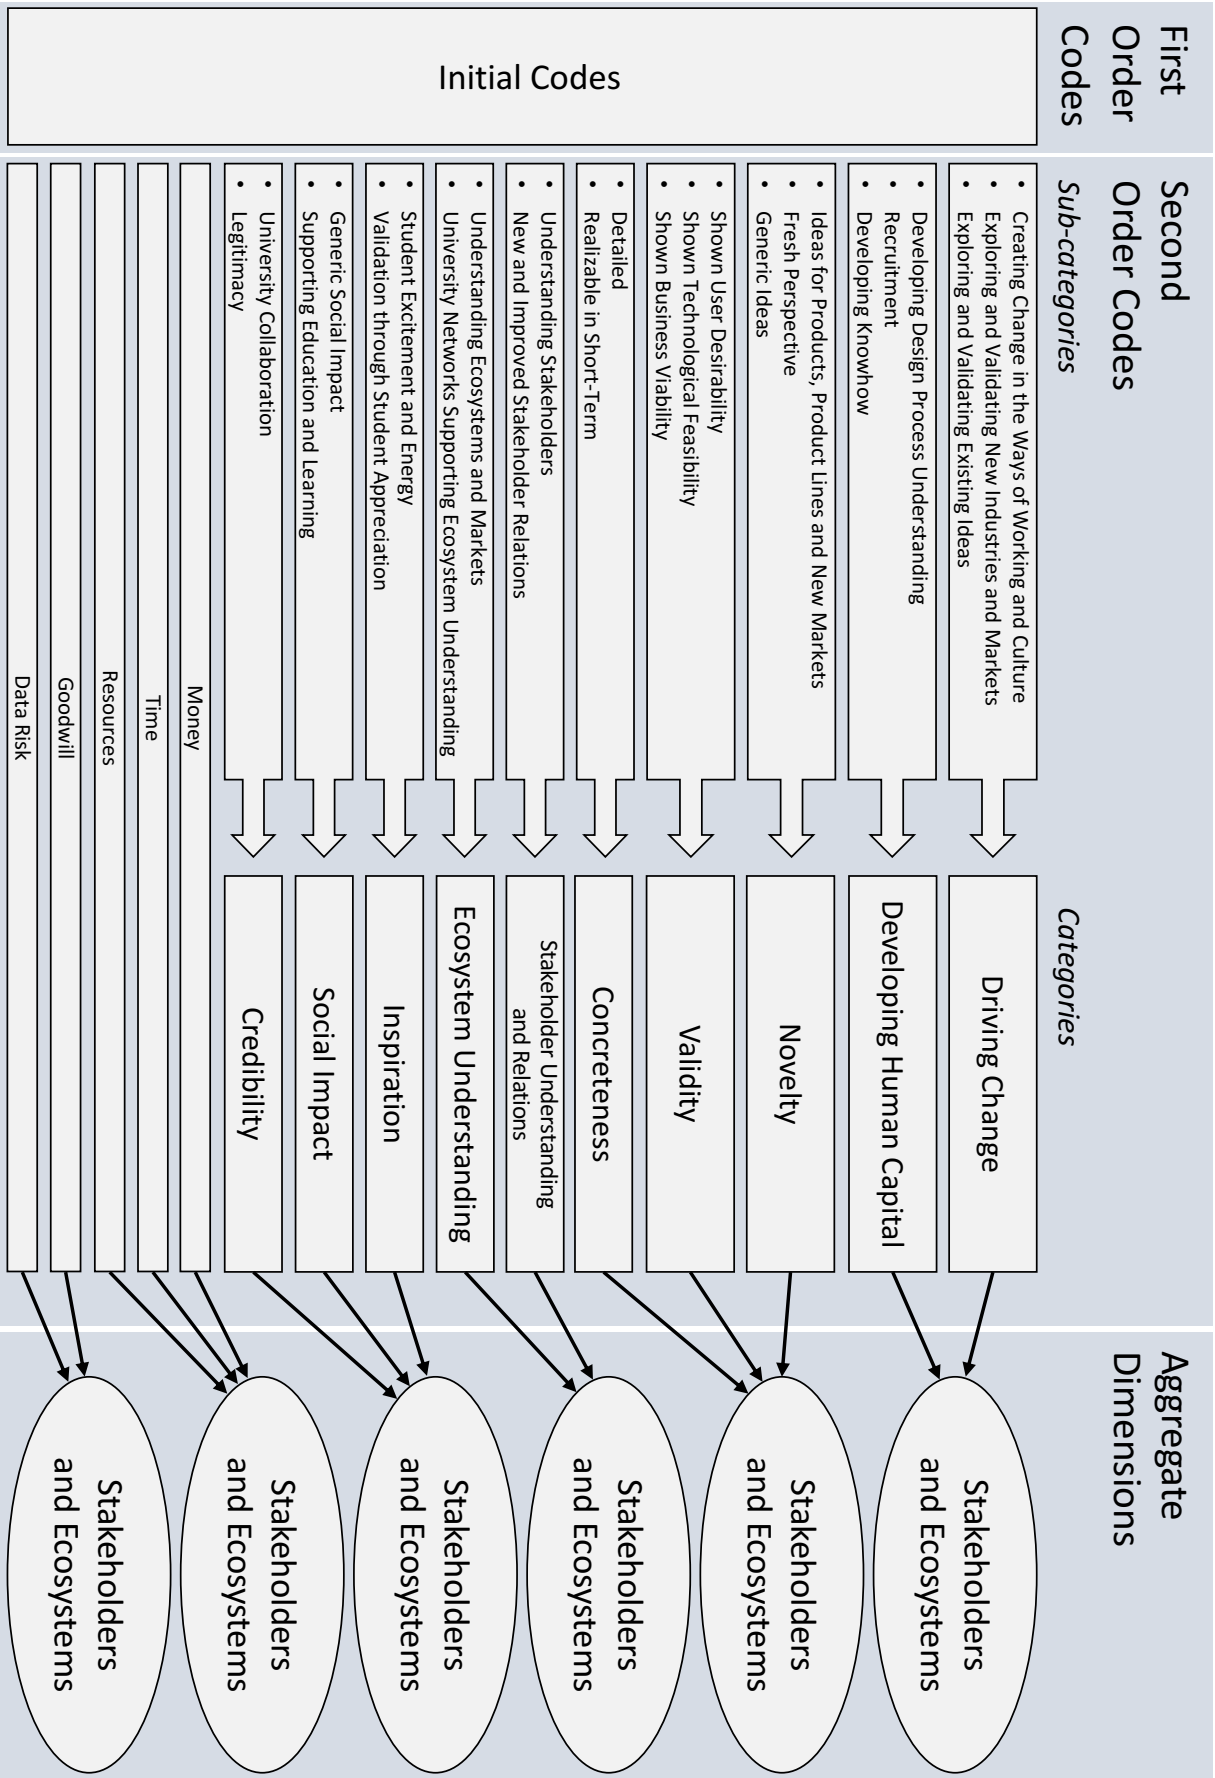 First
Order
Codes
Initial Codes
Second
Order Codes
Sub-categories
• Creating Change in the Ways of Working and Culture
• Exploring and Validating New Industries and Markets
• Exploring and Validating Existing Ideas
• Developing Design Process Understanding
• Recruitment
• Developing Knowhow
• Ideas for Products, Product Lines and New Markets
• Fresh Perspective
• Generic Ideas
• Shown User Desirability
• Shown Technological Feasibility
• Shown Business Viability
• Detailed
• Realizable in Short-Term
• Understanding Stakeholders
• New and Improved Stakeholder Relations
• Understanding Ecosystems and Markets
• University Networks Supporting Ecosystem Understanding
• Student Excitement and Energy
• Validation through Student Appreciation
• Generic Social Impact
• Supporting Education and Learning
• University Collaboration
• Legitimacy
Money
Time
Resources
Goodwill
Data Risk
Categories
Driving Change
Developing Human Capital
Novelty
Validity
Concreteness
Stakeholder Understanding
and Relations
Ecosystem Understanding
Inspiration
Social Impact
Credibility
Aggregate
Dimensions
Stakeholders
and Ecosystems
Stakeholders
and Ecosystems
Stakeholders
and Ecosystems
Stakeholders
and Ecosystems
Stakeholders
and Ecosystems
Stakeholders
and Ecosystems